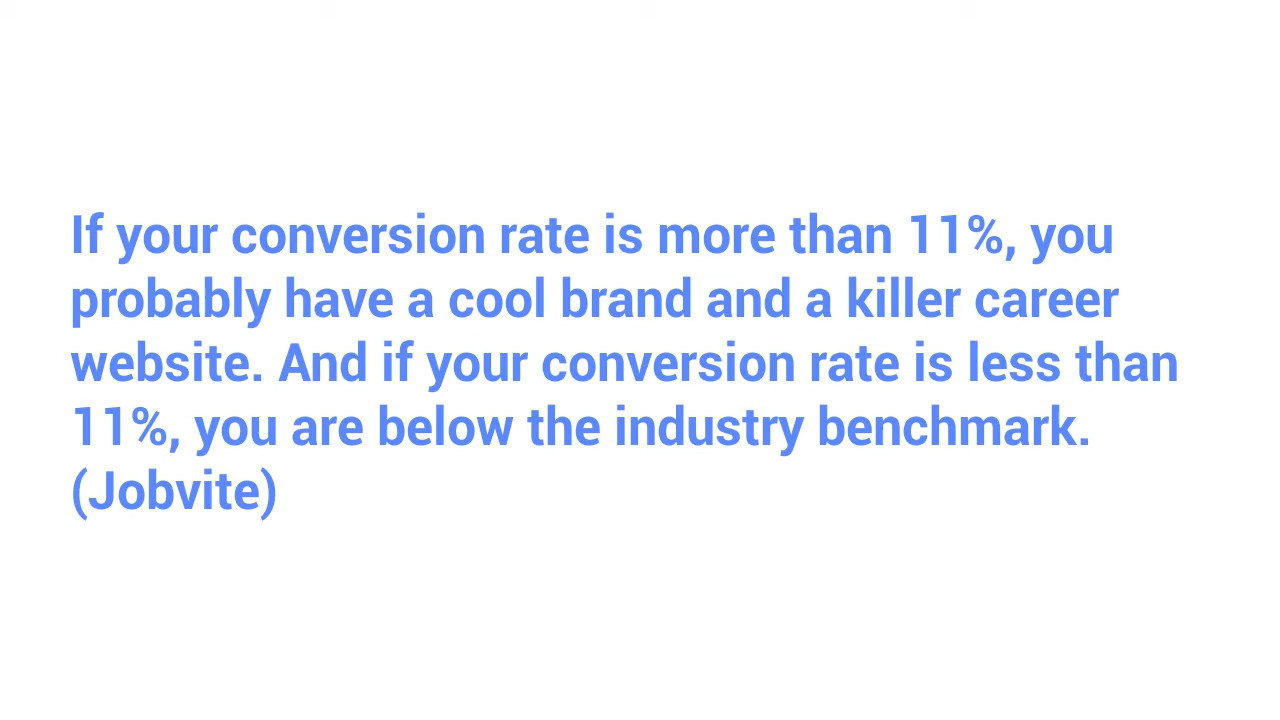 If your conversion rate is more than 11%, you
probably have a cool brand and a killer career
website. And if your conversion rate is less than
11%, you are below the industry benchmark.
(Jobvite)